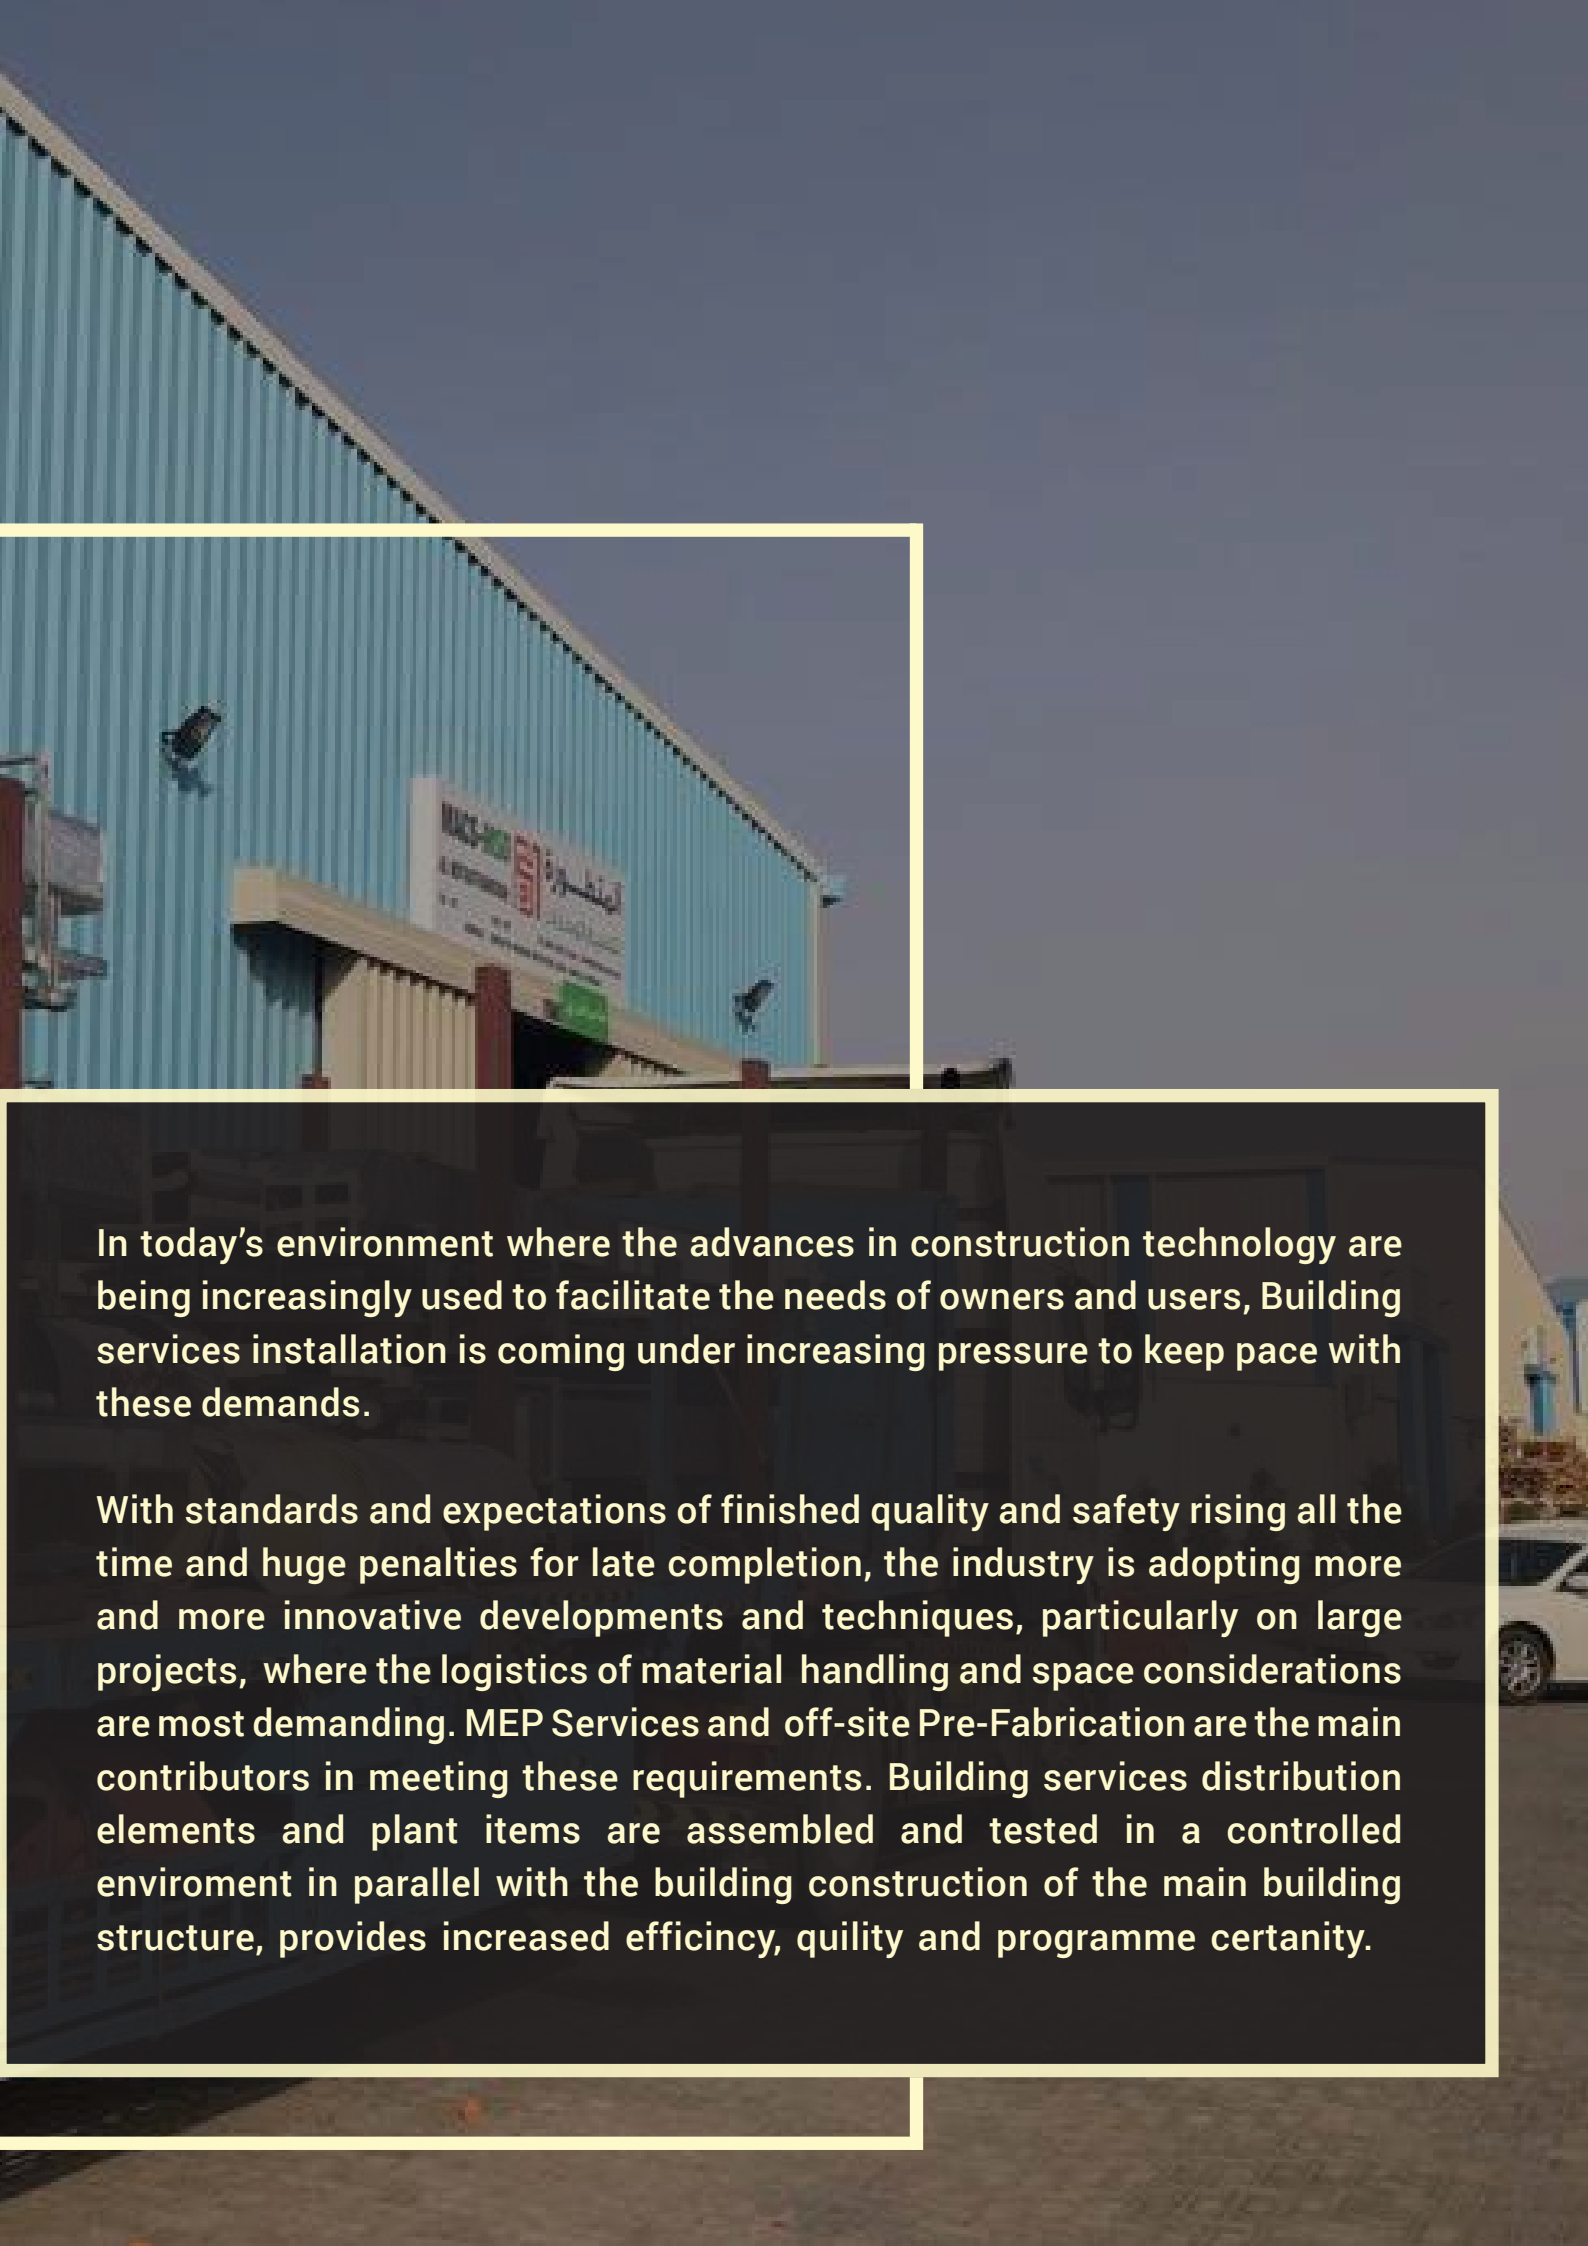 In today’s environment where the advances in construction technology are
being increasingly used to facilitate the needs of owners and users, Building
services installation is coming under increasing pressure to keep pace with
these demands.
With standards and expectations of finished quality and safety rising all the
time and huge penalties for late completion, the industry is adopting more
and more innovative developments and techniques, particularly on large
projects, where the logistics of material handling and space considerations
are most demanding. MEP Services and off-site Pre-Fabrication are the main
contributors in meeting these requirements. Building services distribution
elements and plant items are assembled and tested in a controlled
enviroment in parallel with the building construction of the main building
structure, provides increased efficincy, quility and programme certanity.